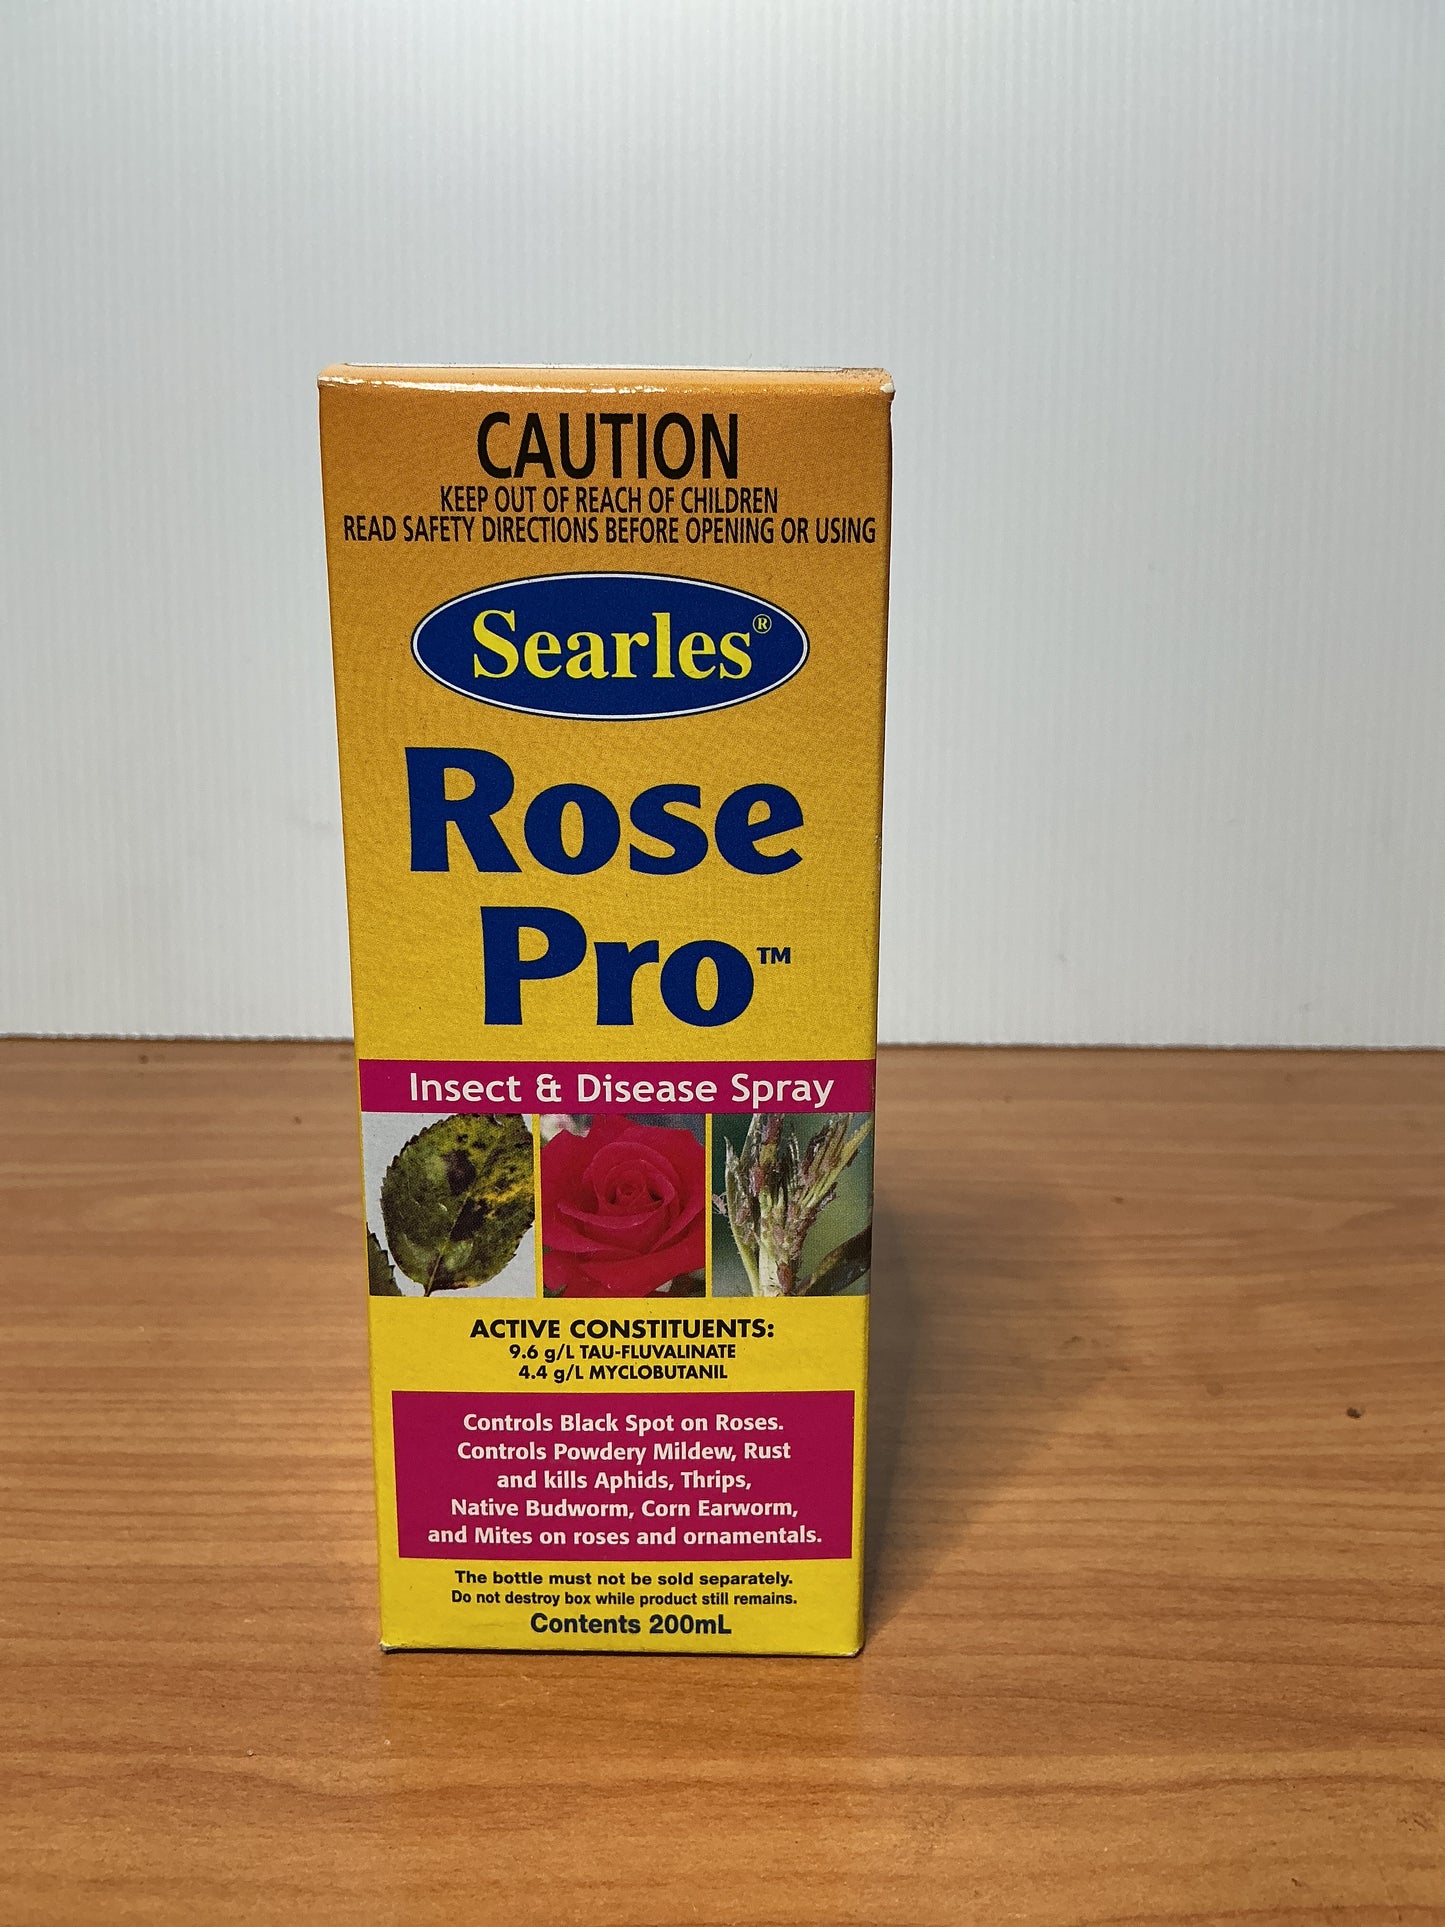 CAUTION
KEEP OUT OF REACH OF CHILDREN
READ SAFETY DIRECTIONS BEFORE OPENING OR USING
Searles®
Rose
Pro™
Insect & Disease Spray
ACTIVE CONSTITUENTS:
9.6 g/L TAU-FLUVALINATE
4.4 g/L MYCLOBUTANIL
Controls Black Spot on Roses.
Controls Powdery Mildew, Rust
and kills Aphids, Thrips,
Native Budworm, Corn Earworm,
and Mites on roses and ornamentals.
The bottle must not be sold separately.
Do not destroy box while product still remains.
Contents 200mL